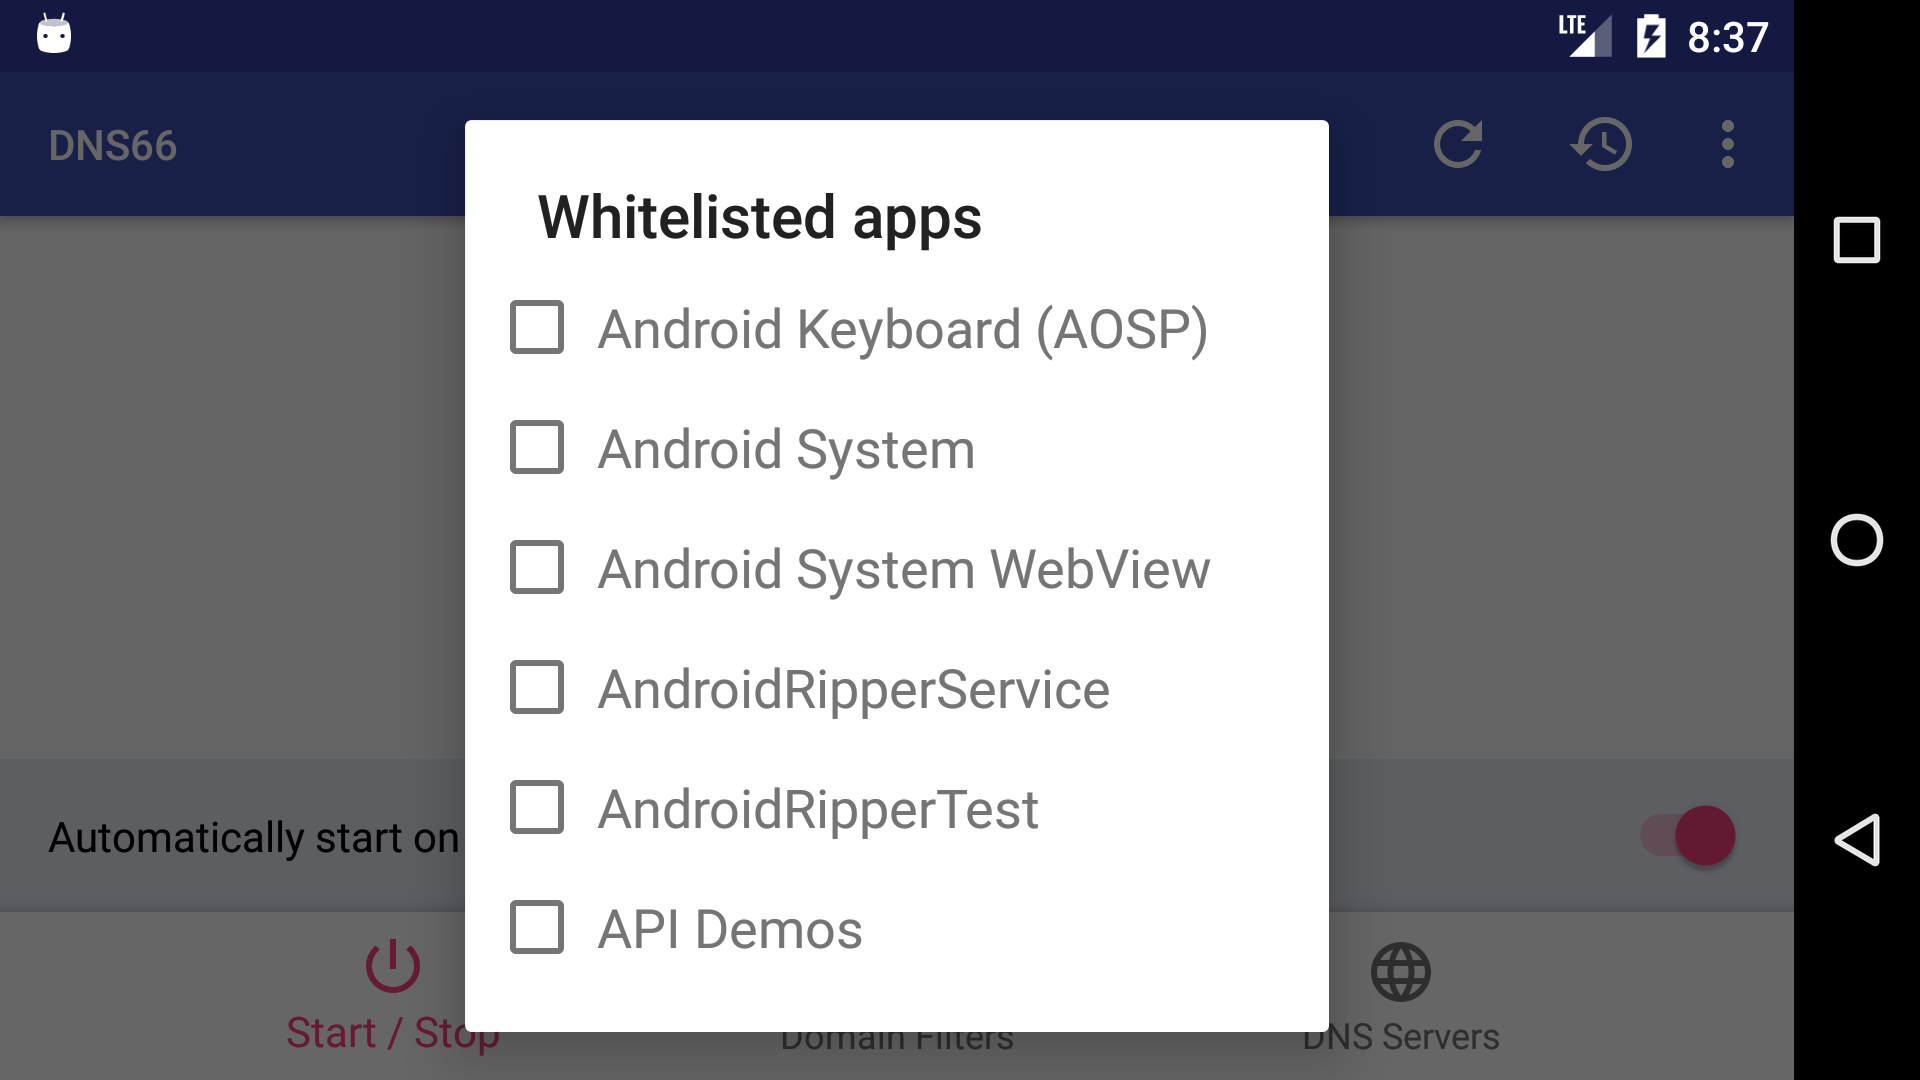 LTE 8:37
DNS66
Whitelisted apps
Android Keyboard (AOSP)
Android System
Android System WebView
AndroidRipperService
AndroidRipperTest
API Demos
Automatically start on
Start / Stop
Domain Filters
DNS Servers